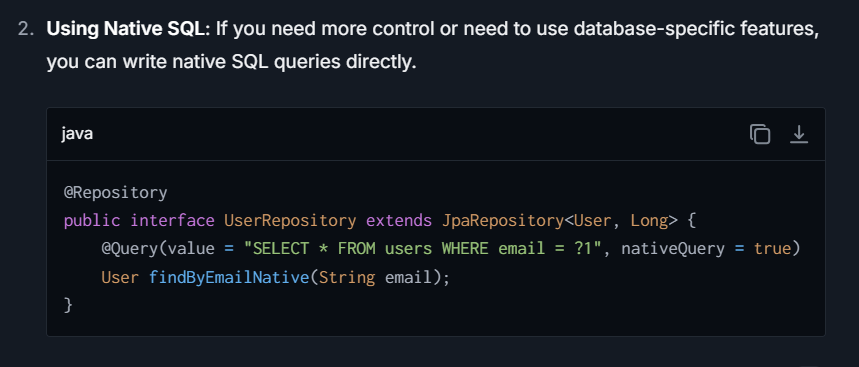 2. Using Native SQL: If you need more control or need to use database-specific features,
you can write native SQL queries directly.
java
@Repository
public interface UserRepository extends JpaRepository<User, Long> {
    @Query(value = "SELECT * FROM users WHERE email = ?1", nativeQuery = true)
    User findByEmailNative(String email);
}